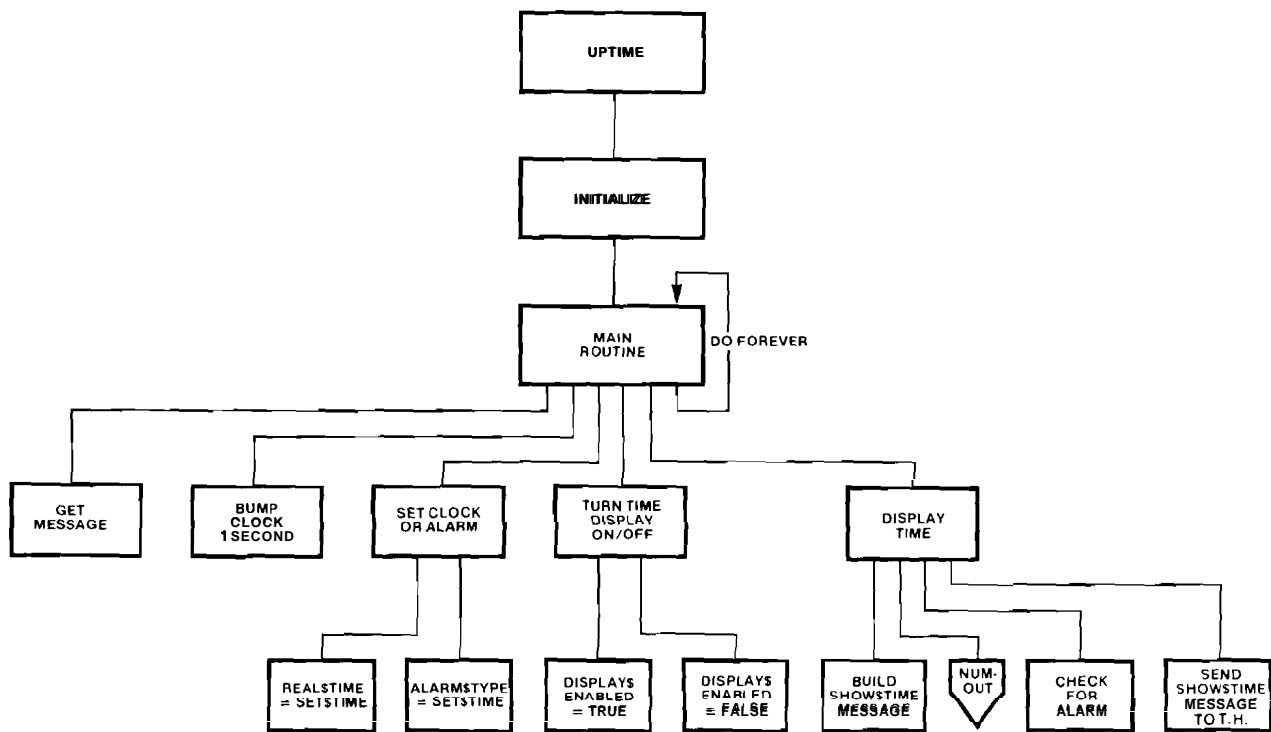 UPTIME
INITIALIZE
MAIN
ROUTINE
DO FOREVER
GET
MESSAGE
BUMP
CLOCK
1 SECOND
SET CLOCK
OR ALARM
TURN TIME
DISPLAY
ON/OFF
DISPLAY
TIME
REAL$TIME
= SET$TIME
ALARM$TYPE
= SET$TIME
DISPLAY$
ENABLED
= TRUE
DISPLAY$
ENABLED
= FALSE
BUILD
SHOW$TIME
MESSAGE
NUM-
OUT
CHECK
FOR
ALARM
SEND
SHOW$TIME
MESSAGE
TO T.H.